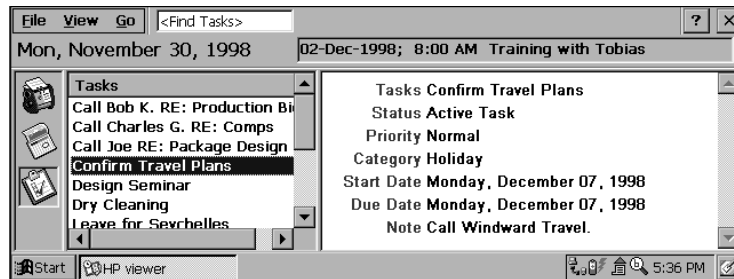 File View Go <Find Tasks> ? X
Mon, November 30, 1998 02-Dec-1998; 8:00 AM Training with Tobias
Tasks
Call Bob K. RE: Production
Call Charles G. RE: Comps
Call Joe RE: Package Design
Confirm Travel Plans
Design Seminar
Dry Cleaning
Leave for Seychelles
Tasks Confirm Travel Plans
Status Active Task
Priority Normal
Category Holiday
Start Date Monday, December 07, 1998
Due Date Monday, December 07, 1998
Note Call Windward Travel.
Start HP viewer 5:36 PM